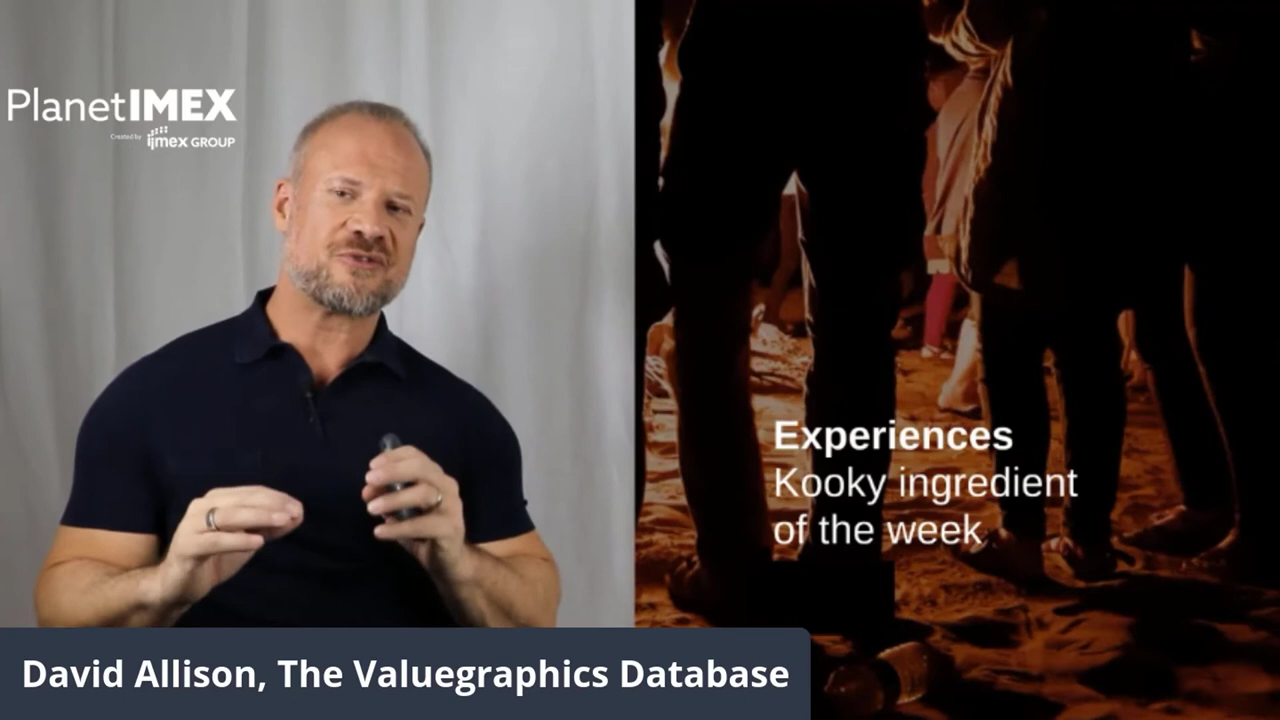 PlanetIMEX
Created by imex GROUP
Experiences
Kooky ingredient
of the week
David Allison, The Valuegraphics Database